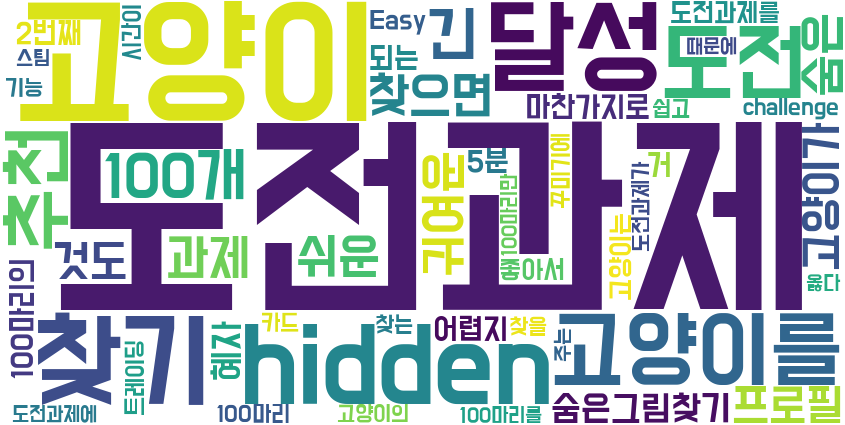 고양이
달성
도전
움
2번째
스팀
시간이
기능
Easy
긴
되는
찾으면
마찬가지로
쉽고
도전과제를
때문에
challenge
추천
도전과제
100개
것도
과제
쉬운
귀여운
5분
100마리만
좋아서
꾸미기에
고양이는
도전과제가
거
고양이가
옳다
100마리의
찾기
트레이딩
혜자
카드
hidden
찾는
어렵지
찾을
주는
고양이를
숨은그림찾기
프로필
도전과제에
100마리
고양이의
100마리를